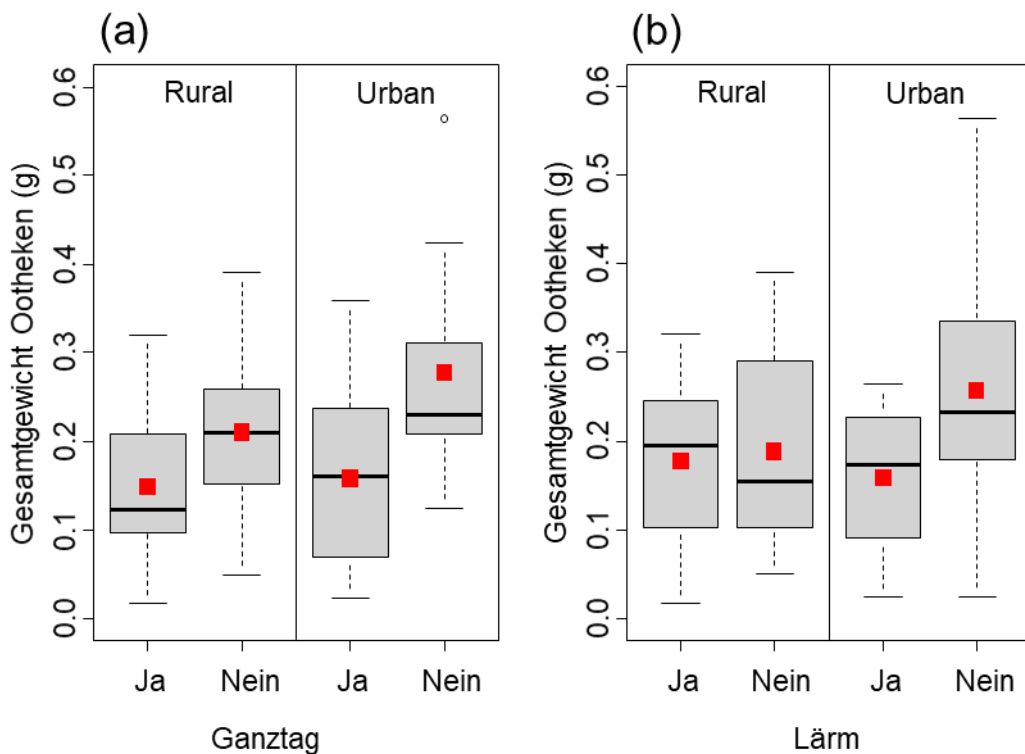 (a)
Rural Urban
Gesamtgewicht Ootheken (g)
0.6
0.5
0.4
0.3
0.2
0.1
0.0
Ja Nein Ja Nein
Ganztag
(b)
Rural Urban
Gesamtgewicht Ootheken (g)
0.6
0.5
0.4
0.3
0.2
0.1
0.0
Ja Nein Ja Nein
Lärm